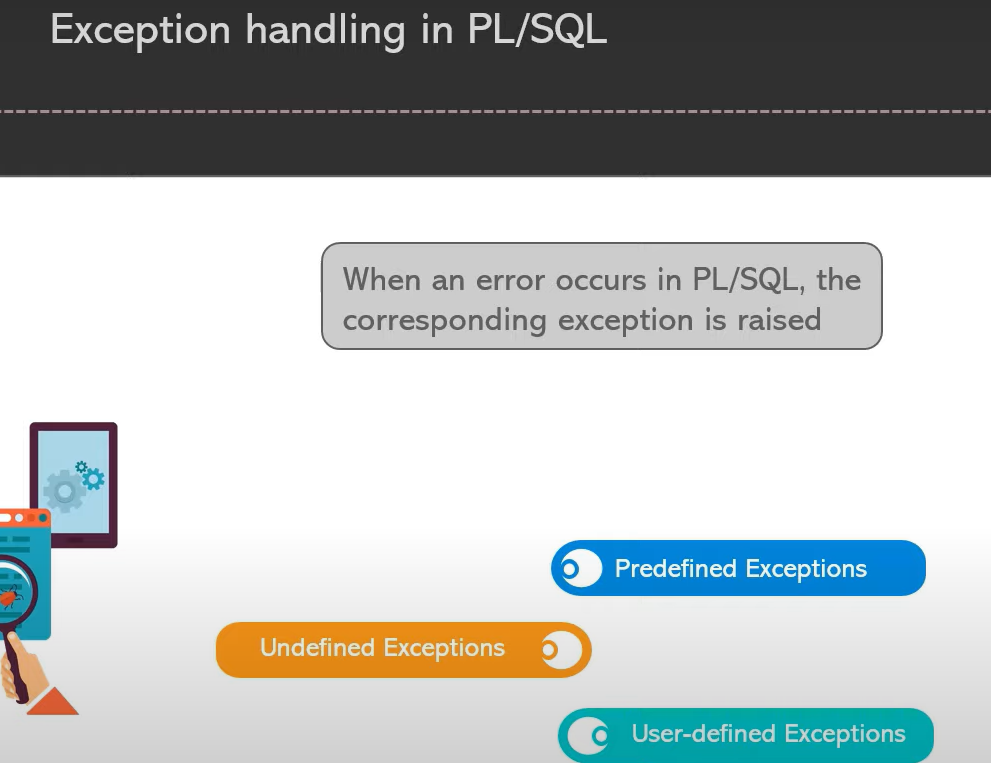 Exception handling in PL/SQL
When an error occurs in PL/SQL, the
corresponding exception is raised
Predefined Exceptions
Undefined Exceptions
User-defined Exceptions